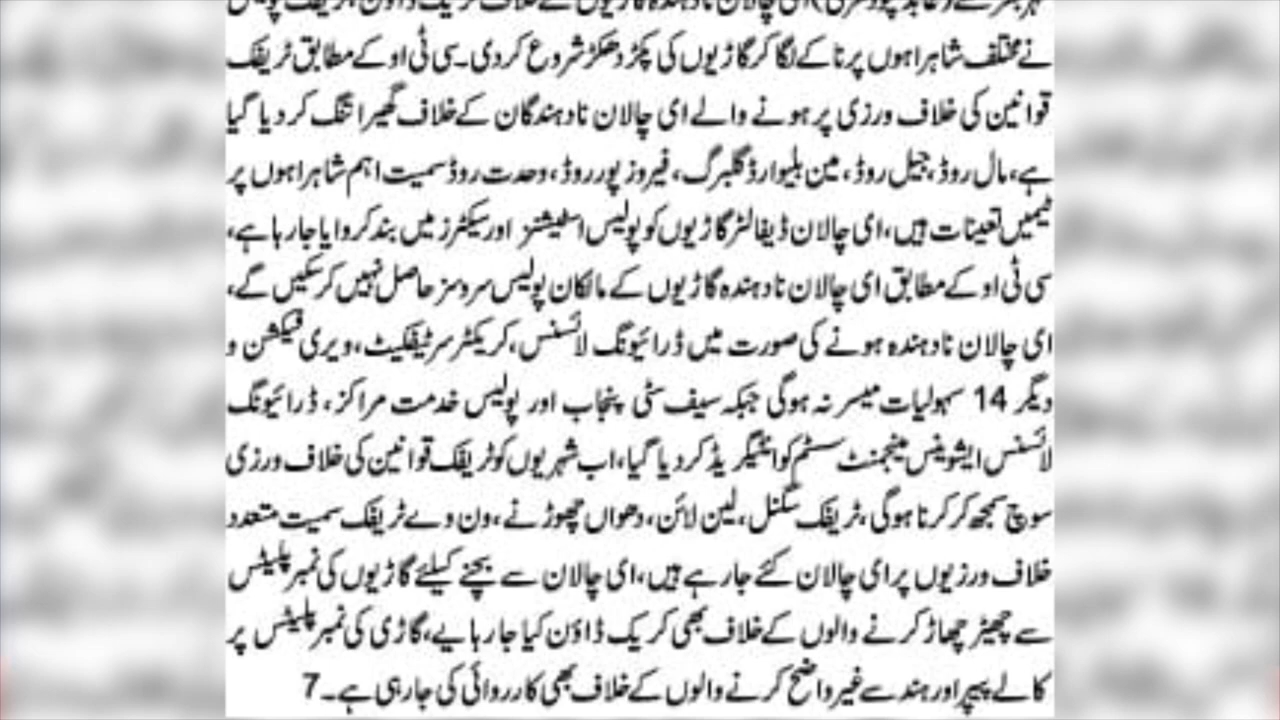 نے مختلف شاہراہوں پر ناکے لگا کر گاڑیوں کی پکڑ دھکڑ شروع کر دی۔ سی ٹی او کے مطابق ٹریفک
قوانین کی خلاف ورزی پر ہونے والے ای چالان نادہندگان کے خلاف گھیرا تنگ کر دیا گیا
ہے، مال روڈ، جیل روڈ، مین بلیوارڈ گلبرگ، فیروز پور روڈ، وحدت روڈ سمیت اہم شاہراہوں پر
ٹیمیں تعینات ہیں، ای چالان ڈیفالٹر گاڑیوں کو پولیس اسٹیشنز اور سیکٹرز میں بند کروایا جا رہا ہے،
سی ٹی او کے مطابق ای چالان نادہندہ گاڑیوں کے مالکان پولیس سروسز حاصل نہیں کر سکیں گے،
ای چالان نادہندہ ہونے کی صورت میں ڈرائیونگ لائسنس، کریکٹر سرٹیفکیٹ، ویری فیکشن و
دیگر 14 سہولیات میسر نہ ہوگی جبکہ سیف سٹی پنجاب اور پولیس خدمت مراکز، ڈرائیونگ
لائسنس ایشوینس مینجمنٹ سسٹم کو انٹیگریڈ کر دیا گیا، اب شہریوں کو ٹریفک قوانین کی خلاف ورزی
سوچ سمجھ کر کرنا ہوگی، ٹریفک سگنل، لین لائن، دھواں چھوڑنے، ون وے ٹریفک سمیت متعدد
خلاف ورزیوں پر ای چالان کئے جا رہے ہیں، ای چالان سے بچنے کیلئے گاڑیوں کی نمبر پلیٹس
سے چھیڑ چھاڑ کرنے والوں کے خلاف بھی کریک ڈاؤن کیا جا رہا ہے، گاڑی کی نمبر پلیٹس پر
کالے پیپر اور ہندسے غیر واضح کرنے والوں کے خلاف بھی کارروائی کی جا رہی ہے۔ 7